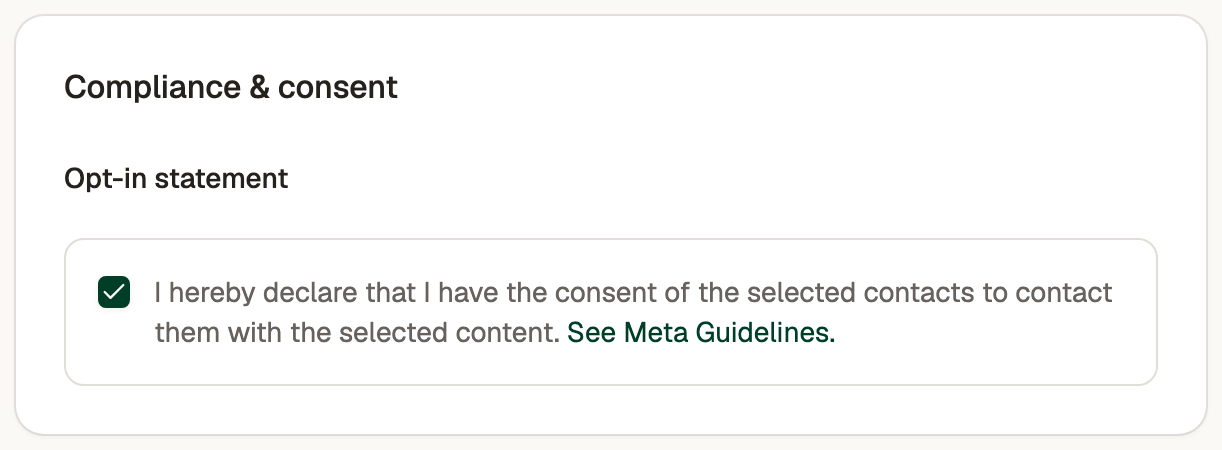 Compliance & consent
Opt-in statement
I hereby declare that I have the consent of the selected contacts to contact
them with the selected content. See Meta Guidelines.